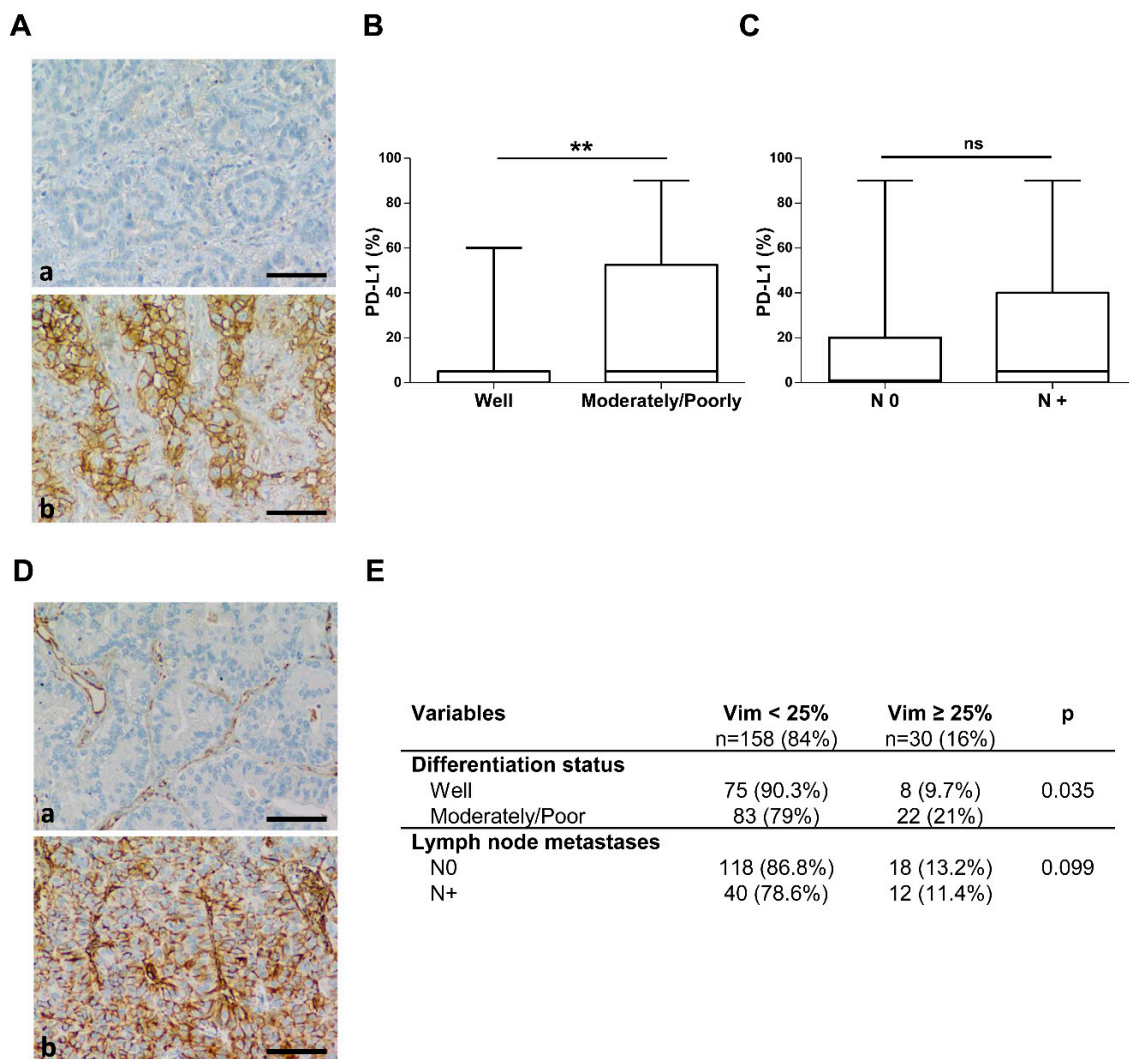 A
a
b
B
**
100
80
60
40
20
0
PD-L1 (%)
Well Moderately/Poorly
C
ns
100
80
60
40
20
0
PD-L1 (%)
N 0 N +
D
a
b
E
Variables Vim < 25% Vim ≥ 25% p
n=158 (84%) n=30 (16%)
Differentiation status
Well 75 (90.3%) 8 (9.7%) 0.035
Moderately/Poor 83 (79%) 22 (21%)
Lymph node metastases
N0 118 (86.8%) 18 (13.2%) 0.099
N+ 40 (78.6%) 12 (11.4%)